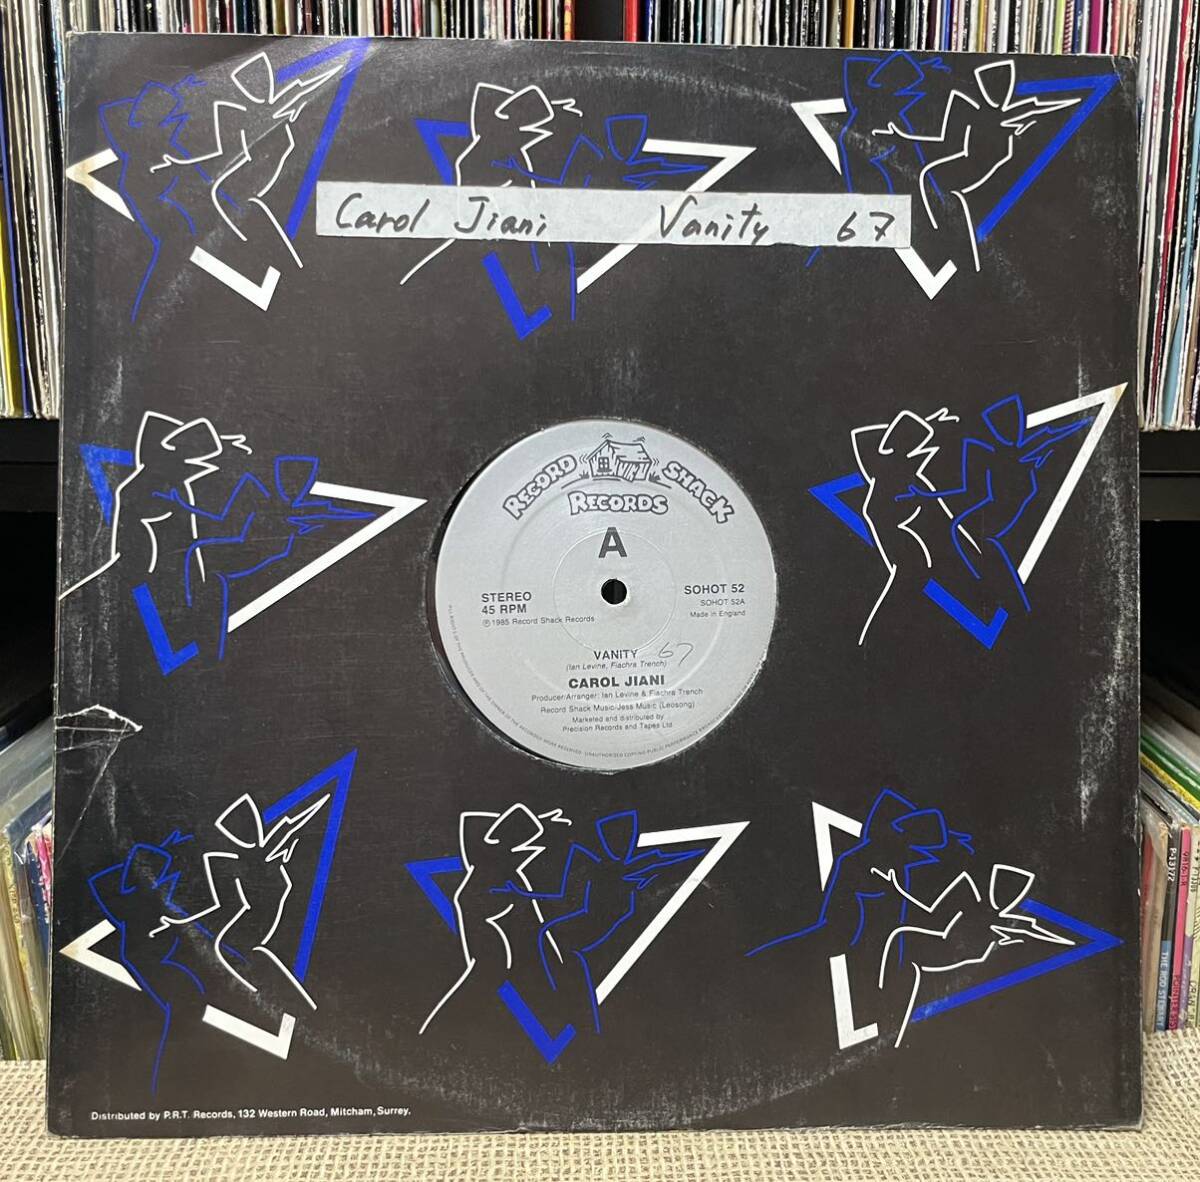 Carol Jiani Vanity 67
RECORD SHACK
RECORDS
A
STEREO
45 RPM
℗1985 Record Shack Records
SOHOT 52
SOHOT 52A
Made in England
VANITY 67
(Ian Levine, Fiachra Trench)
CAROL JIANI
Producer/Arranger: Ian Levine & Fiachra Trench
Record Shack Music/Jess Music (Leosong)
Marketed and distributed by
Precision Records and Tapes Ltd
Distributed by P.R.T. Records, 132 Western Road, Mitcham, Surrey.
P-13172